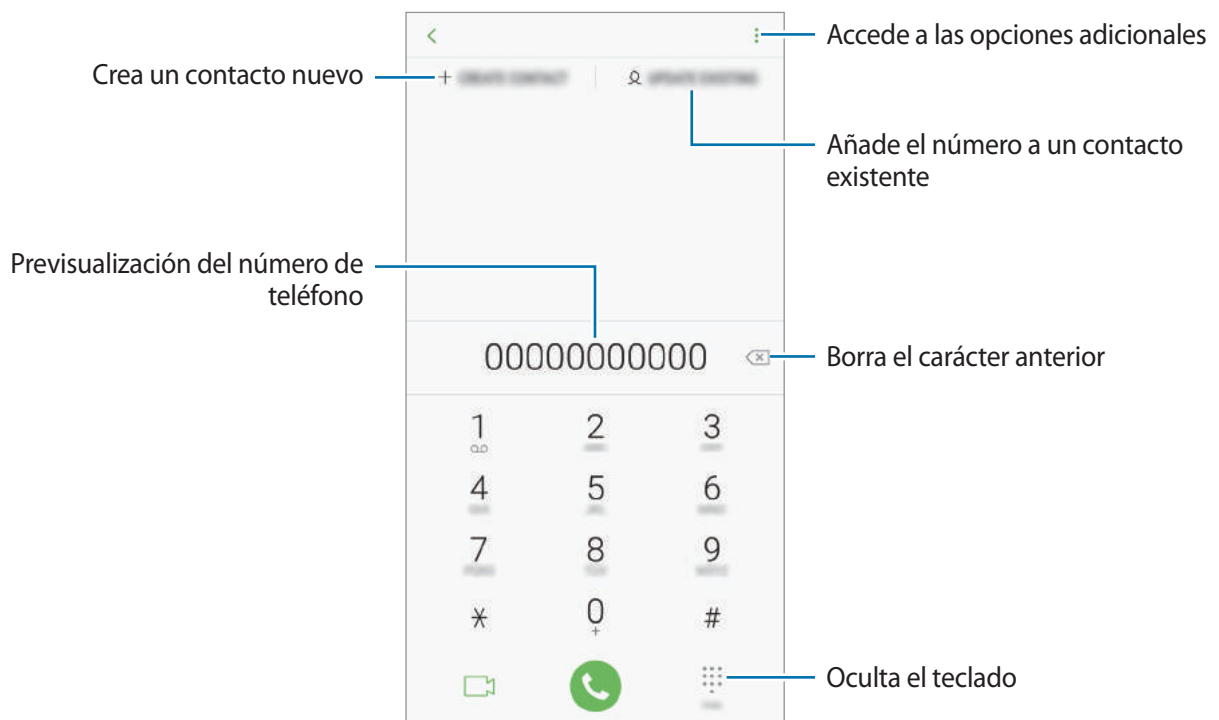 Accede a las opciones adicionales
Crea un contacto nuevo
Añade el número a un contacto
existente
Previsualización del número de
teléfono
00000000000
Borra el carácter anterior
1 2 3
4 5 6
7 8 9
* 0 #
+
Oculta el teclado